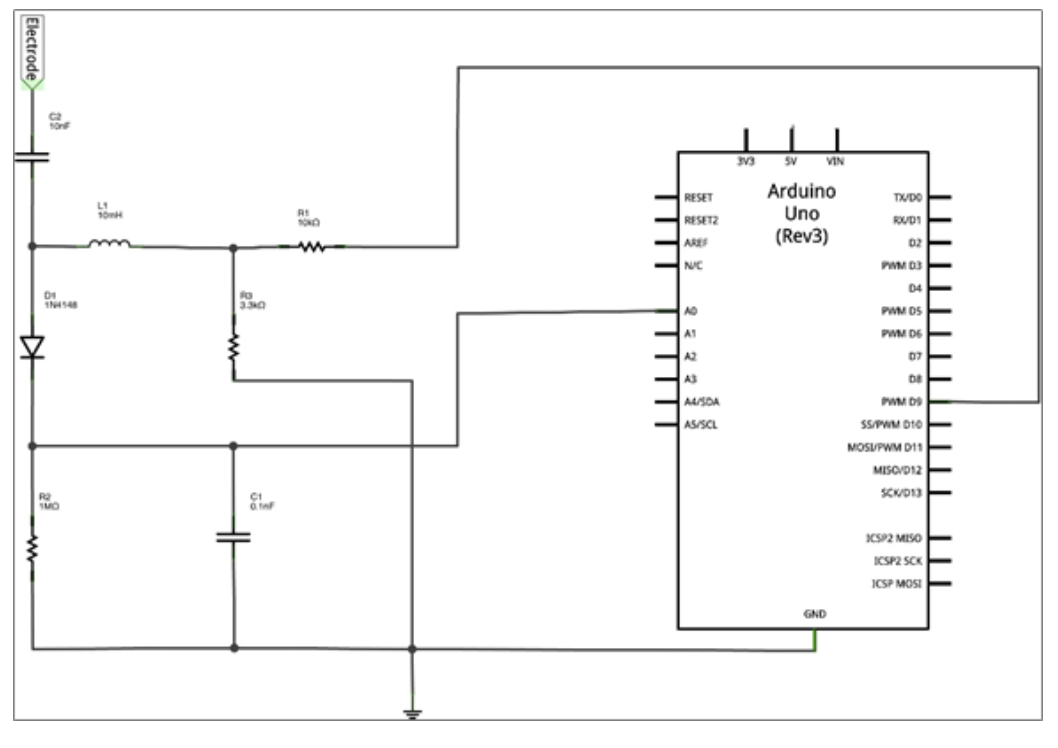 Electrode
C2
10nF
L1
10mH
R1
10kΩ
D1
1N4148
R3
3.3kΩ
R2
1MΩ
C1
0.1nF
3V3
5V
VIN
Arduino
Uno
(Rev3)
RESET
RESET2
AREF
N/C
A0
A1
A2
A3
A4/SDA
A5/SCL
TX/D0
RX/D1
D2
PWM D3
D4
PWM D5
PWM D6
D7
D8
PWM D9
SS/PWM D10
MOSI/PWM D11
MISO/D12
SCK/D13
ICSP2 MISO
ICSP2 SCK
ICSP MOSI
GND